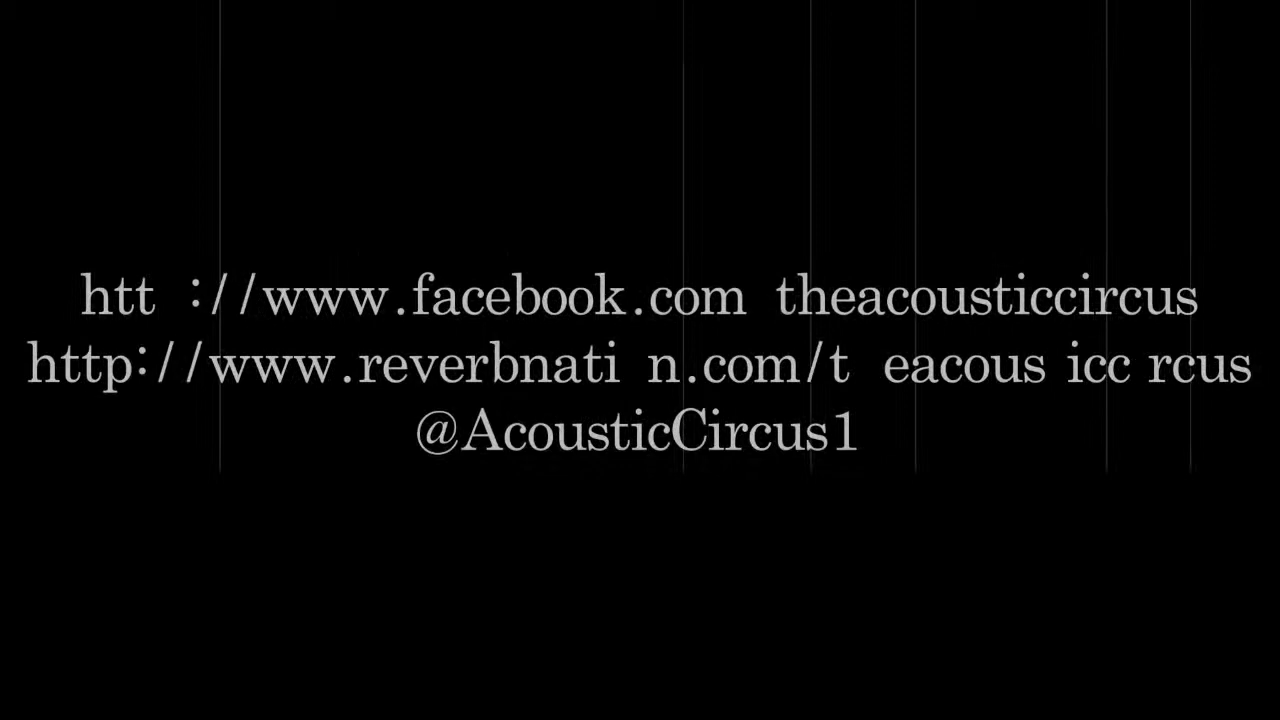 htt ://www.facebook.com theacousticcircus
http://www.reverbnati n.com/t eacous icc rcus
@AcousticCircus1